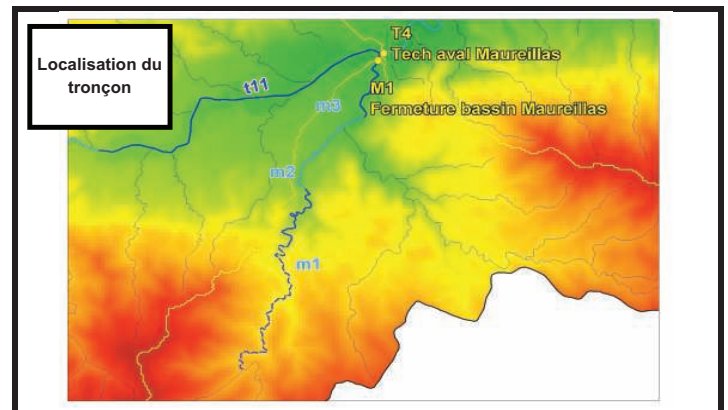 Localisation du
tronçon
T4
Tech aval Maureillas
t11
M1
m3
Fermeture bassin Maureillas
m2
m1